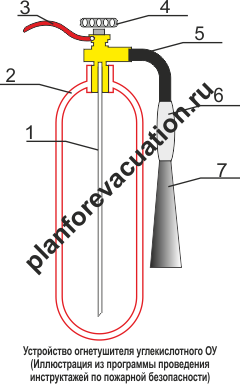 3
4
5
2
6
1
7
planforevacuation.ru
Устройство огнетушителя углекислотного ОУ
(Иллюстрация из программы проведения
инструктажей по пожарной безопасности)